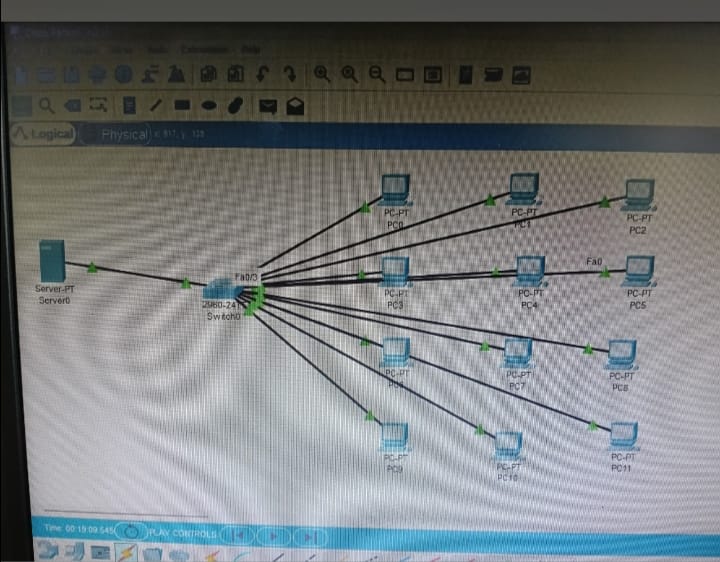 Logical Physical x: 817, y: 128
PC-PT
PC0
PC-PT
PC1
PC-PT
PC2
Server-PT
Server0
Fa0/3
2960-24
Switch0
PC-PT
PC3
PC-PT
PC4
Fa0
PC-PT
PC5
PC-PT
PC-PT
PC7
PC-PT
PC8
PC-PT
PC9
PC-PT
PC10
PC-PT
PC11
Time: 00:19:09.545 PLAY CONTROLS